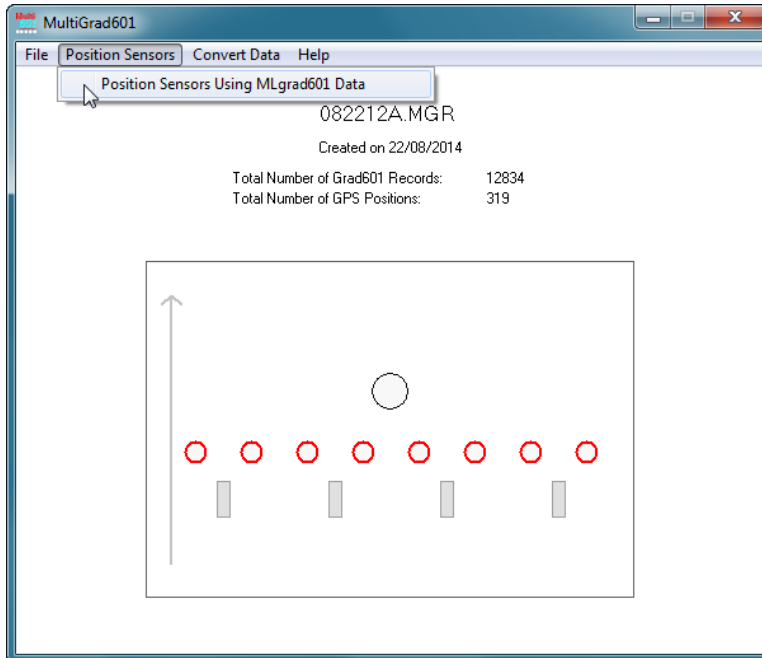 MultiGrad601
File Position Sensors Convert Data Help
Position Sensors Using MLgrad601 Data
082212A.MGR
Created on 22/08/2014
Total Number of Grad601 Records: 12834
Total Number of GPS Positions: 319